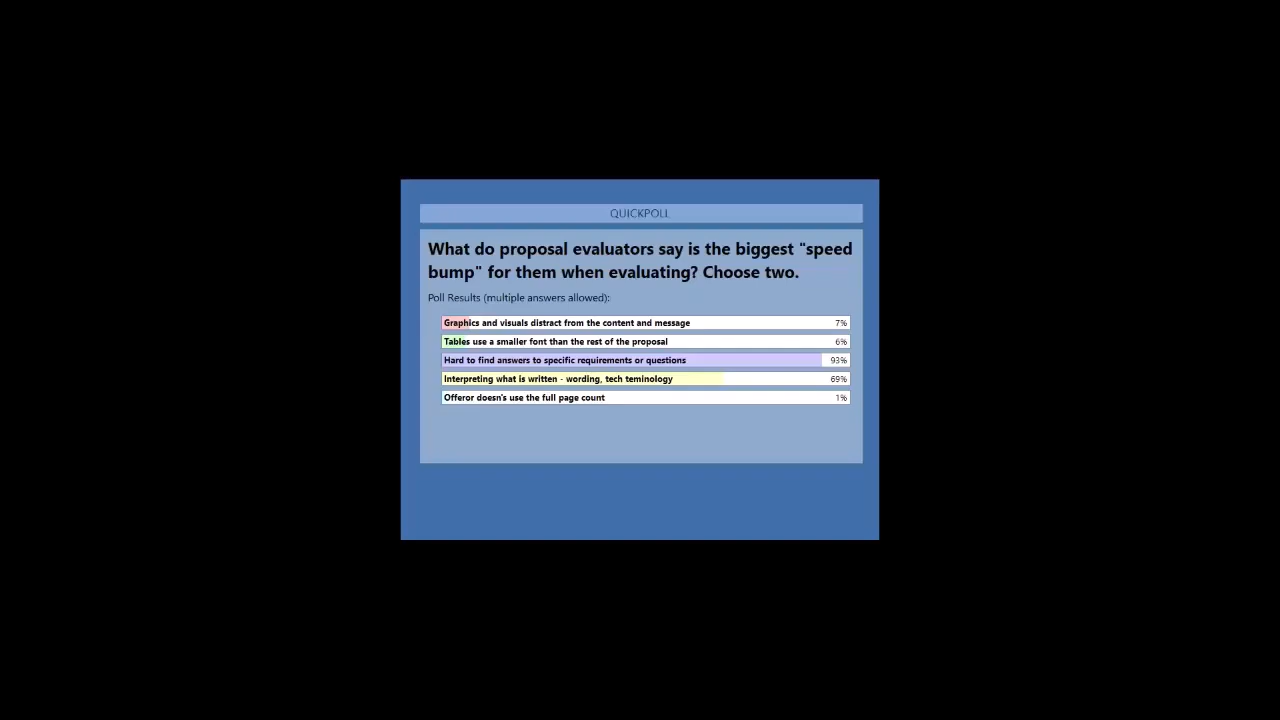 QUICKPOLL
What do proposal evaluators say is the biggest "speed
bump" for them when evaluating? Choose two.
Poll Results (multiple answers allowed):
Graphics and visuals distract from the content and message 7%
Tables use a smaller font than the rest of the proposal 6%
Hard to find answers to specific requirements or questions 93%
Interpreting what is written - wording, tech teminology 69%
Offeror doesn's use the full page count 1%